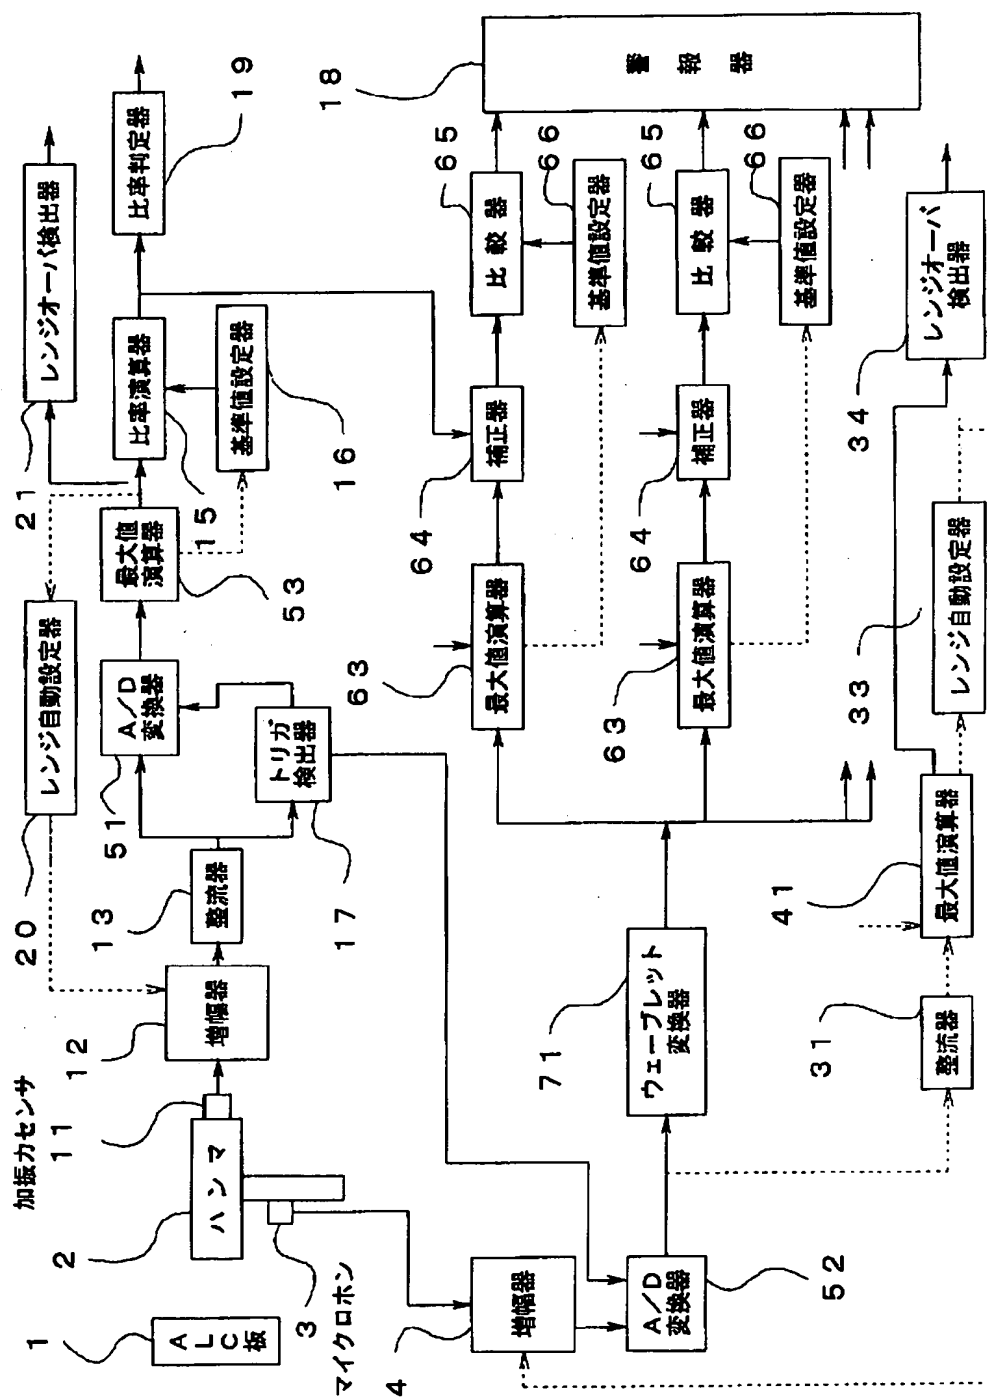 1
ALC板
加振力センサ
2
ハンマ
11
3
マイクロホン
12
増幅器
13
整流器
20
レンジ自動設定器
51
A/D
変換器
17
トリガ
検出器
53
最大値
演算器
21
レンジオーバ検出器
15
比率演算器
16
基準値設定器
19
比率判定器
4
増幅器
52
A/D
変換器
71
ウェーブレット
変換器
63
最大値演算器
64
補正器
65
比較器
66
基準値設定器
63
最大値演算器
64
補正器
65
比較器
66
基準値設定器
18
警報器
31
整流器
41
最大値演算器
33
レンジ自動設定器
34
レンジオーバ
検出器